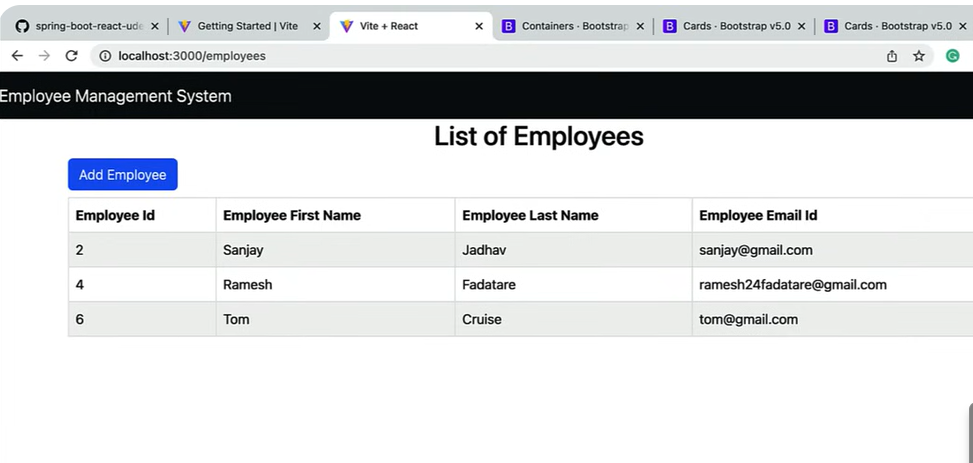 spring-boot-react-ude Getting Started | Vite Vite + React Containers · Bootstrap Cards · Bootstrap v5.0 Cards · Bootstrap v5.0
localhost:3000/employees
Employee Management System
List of Employees
Add Employee
Employee Id Employee First Name Employee Last Name Employee Email Id
2 Sanjay Jadhav sanjay@gmail.com
4 Ramesh Fadatare ramesh24fadatare@gmail.com
6 Tom Cruise tom@gmail.com